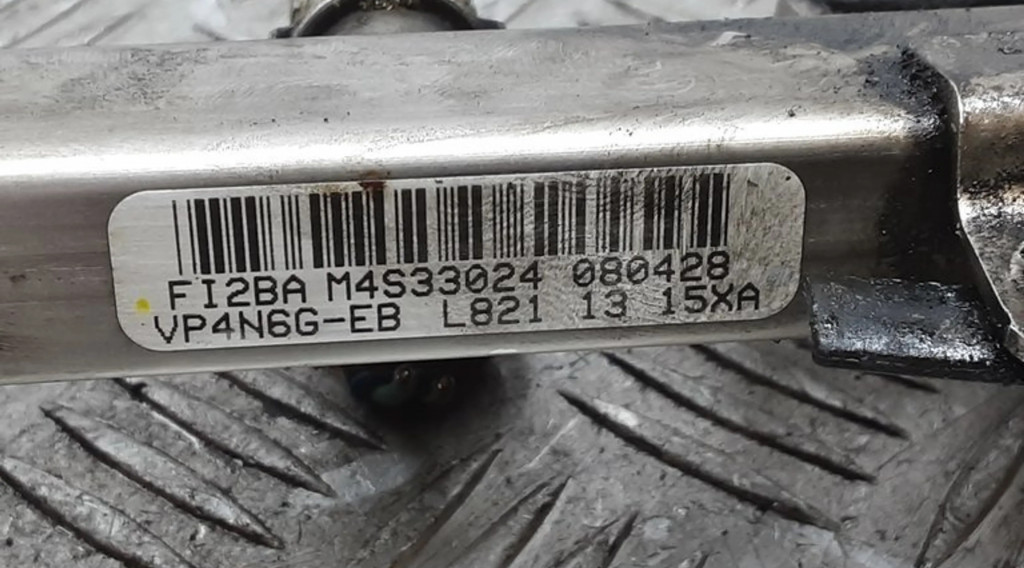 FI2BA M4S33024 080428
VP4N6G-EB L821 13 15XA